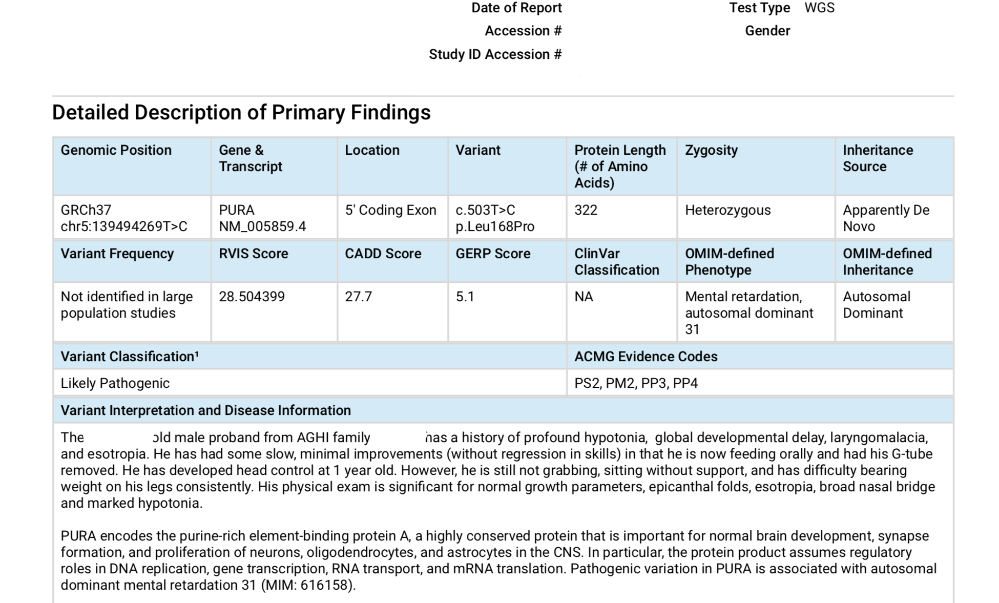 Date of Report
Test Type WGS
Accession #
Gender
Study ID Accession #
Detailed Description of Primary Findings
Genomic Position
Gene &
Transcript
Location
Variant
Protein Length
(# of Amino
Acids)
Zygosity
Inheritance
Source
GRCh37
chr5:139494269T>C
PURA
NM_005859.4
5' Coding Exon
c.503T>C
p.Leu168Pro
322
Heterozygous
Apparently De
Novo
Variant Frequency
RVIS Score
CADD Score
GERP Score
ClinVar
Classification
OMIM-defined
Phenotype
OMIM-defined
Inheritance
Not identified in large
population studies
28.504399
27.7
5.1
NA
Mental retardation,
autosomal dominant
31
Autosomal
Dominant
Variant Classification¹
ACMG Evidence Codes
Likely Pathogenic
PS2, PM2, PP3, PP4
Variant Interpretation and Disease Information
The old male proband from AGHI family has a history of profound hypotonia, global developmental delay, laryngomalacia,
and esotropia. He has had some slow, minimal improvements (without regression in skills) in that he is now feeding orally and had his G-tube
removed. He has developed head control at 1 year old. However, he is still not grabbing, sitting without support, and has difficulty bearing
weight on his legs consistently. His physical exam is significant for normal growth parameters, epicanthal folds, esotropia, broad nasal bridge
and marked hypotonia.
PURA encodes the purine-rich element-binding protein A, a highly conserved protein that is important for normal brain development, synapse
formation, and proliferation of neurons, oligodendrocytes, and astrocytes in the CNS. In particular, the protein product assumes regulatory
roles in DNA replication, gene transcription, RNA transport, and mRNA translation. Pathogenic variation in PURA is associated with autosomal
dominant mental retardation 31 (MIM: 616158).